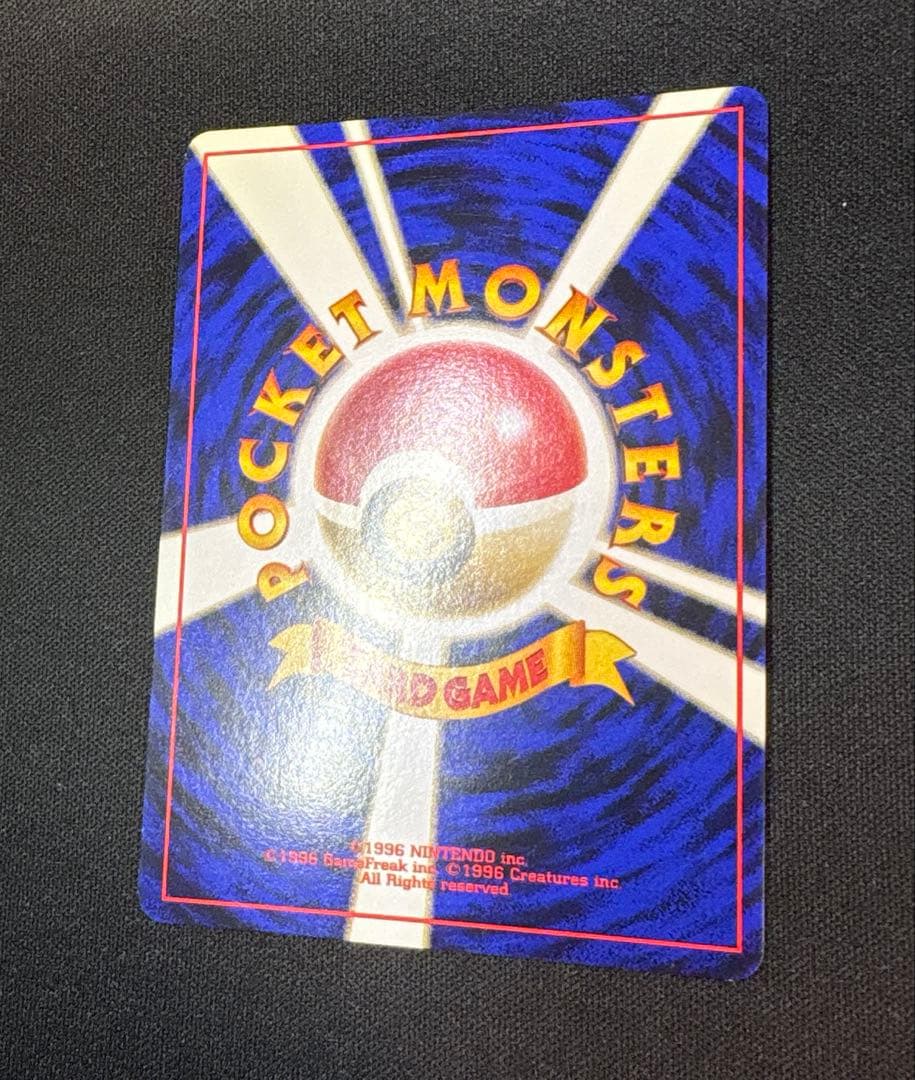 POCKET MONSTERS
CARD GAME
©1996 NINTENDO inc.
©1996 GameFreak inc. ©1996 Creatures inc.
All Rights reserved